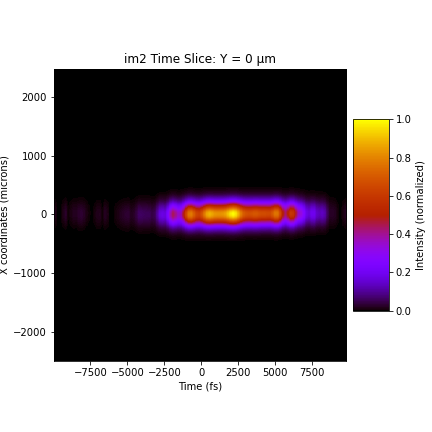 im2 Time Slice: Y = 0 μm
X coordinates (microns)
2000
1000
0
−1000
−2000
−7500 −5000 −2500 0 2500 5000 7500
Time (fs)
1.0
0.8
0.6
0.4
0.2
0.0
Intensity (normalized)